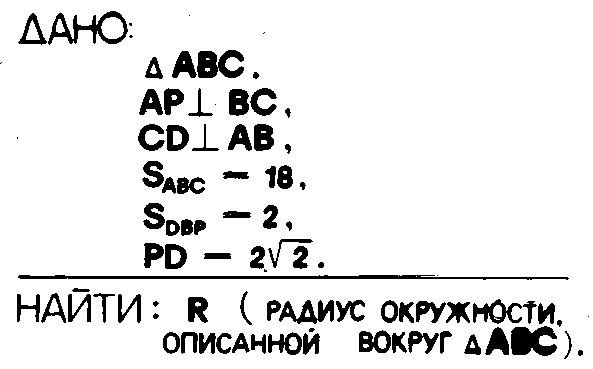 ДАНО:
△ ABC.
AP⊥ BC,
CD⊥ AB,
S_ABC — 18,
S_DBP — 2,
PD — 2√2.
НАЙТИ: R ( РАДИУС ОКРУЖНОСТИ,
ОПИСАННОЙ ВОКРУГ △ABC).